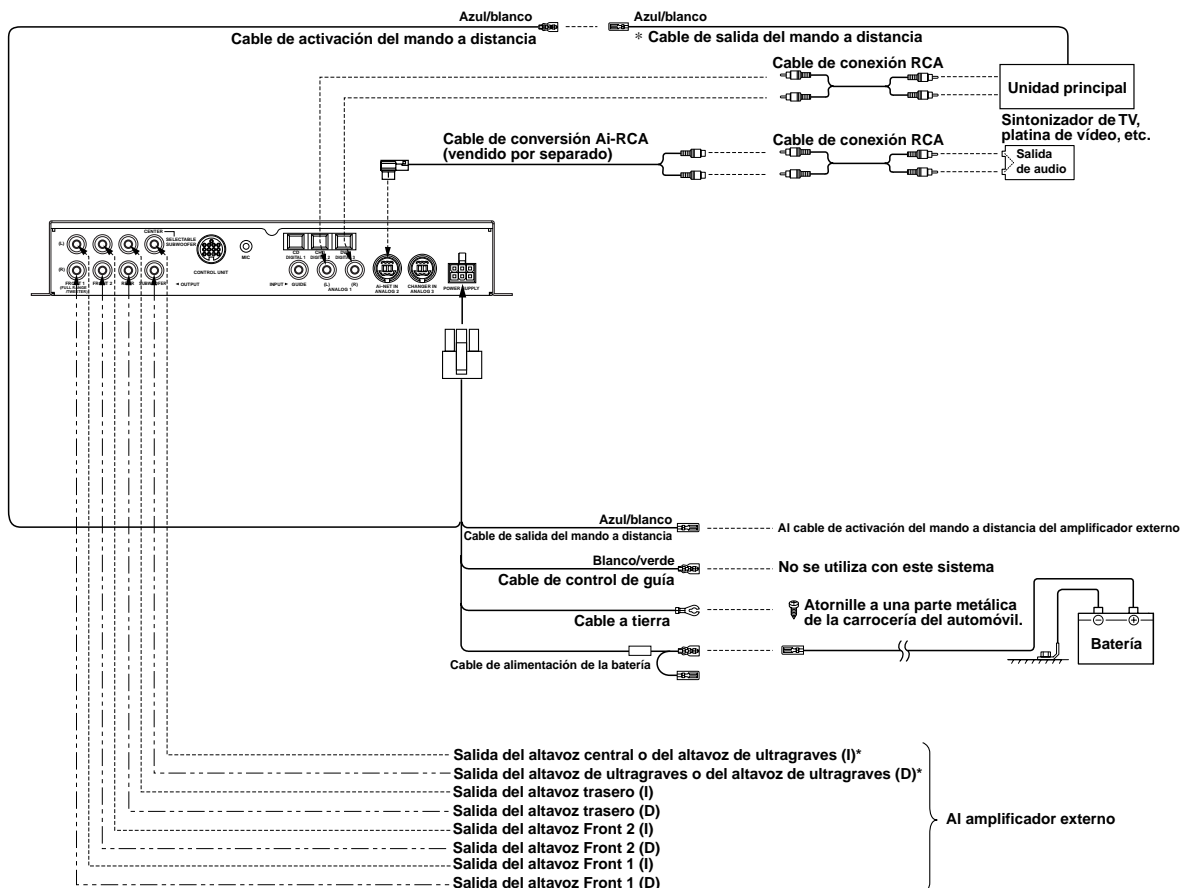 Azul/blanco
Cable de activación del mando a distancia
Azul/blanco
* Cable de salida del mando a distancia
Cable de conexión RCA
Unidad principal
Sintonizador de TV,
platina de vídeo, etc.
Cable de conversión Ai-RCA
(vendido por separado)
Cable de conexión RCA
Salida
de audio
CENTER
SELECTABLE
SUBWOOFER
(L)
(R)
FRONT 1
(FULL RANGE
/TWEETER)
FRONT 2
REAR
SUBWOOFER
◄ OUTPUT
CONTROL UNIT
MIC
CD
DIGITAL 1
DIGITAL 2
DIGITAL 3
INPUT ► GUIDE
(L)
(R)
ANALOG 1
Ai-NET IN
ANALOG 2
CHANGER IN
ANALOG 3
POWER SUPPLY
Azul/blanco
Cable de salida del mando a distancia
Al cable de activación del mando a distancia del amplificador externo
Blanco/verde
Cable de control de guía
No se utiliza con este sistema
Cable a tierra
Atornille a una parte metálica
de la carrocería del automóvil.
Cable de alimentación de la batería
Batería
Salida del altavoz central o del altavoz de ultragraves (I)*
Salida del altavoz de ultragraves o del altavoz de ultragraves (D)*
Salida del altavoz trasero (I)
Salida del altavoz trasero (D)
Salida del altavoz Front 2 (I)
Salida del altavoz Front 2 (D)
Salida del altavoz Front 1 (I)
Salida del altavoz Front 1 (D)
Al amplificador externo